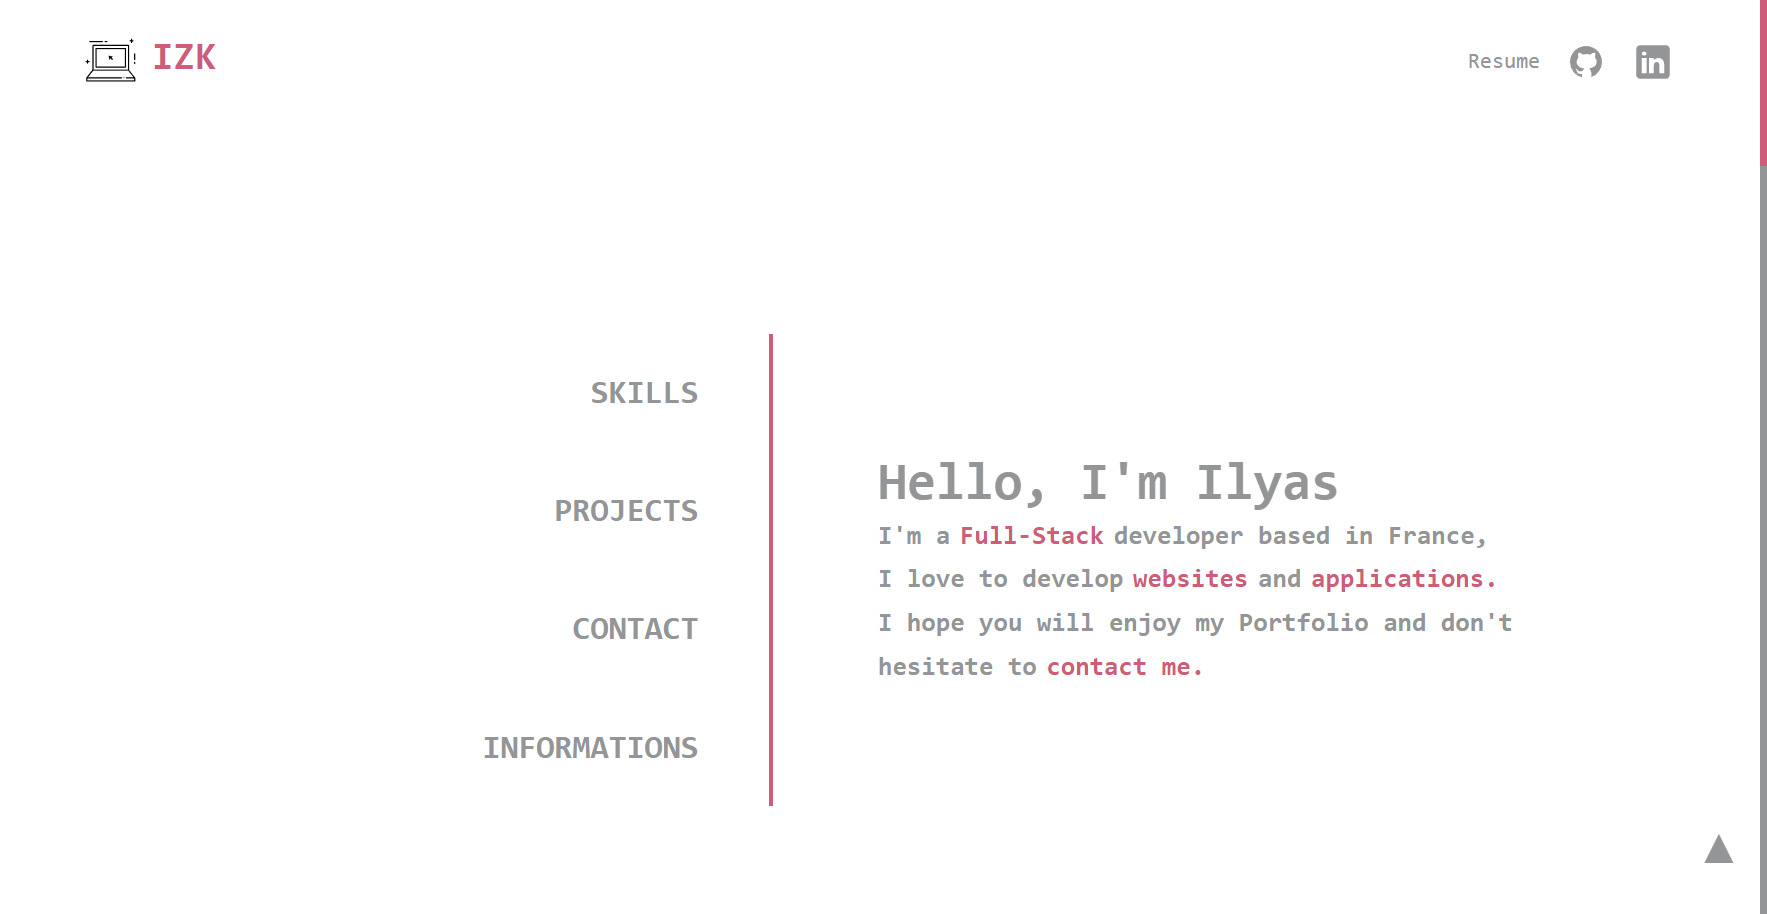 IZK
Resume
SKILLS
PROJECTS
CONTACT
INFORMATIONS
Hello, I'm Ilyas
I'm a Full-Stack developer based in France,
I love to develop websites and applications.
I hope you will enjoy my Portfolio and don't
hesitate to contact me.